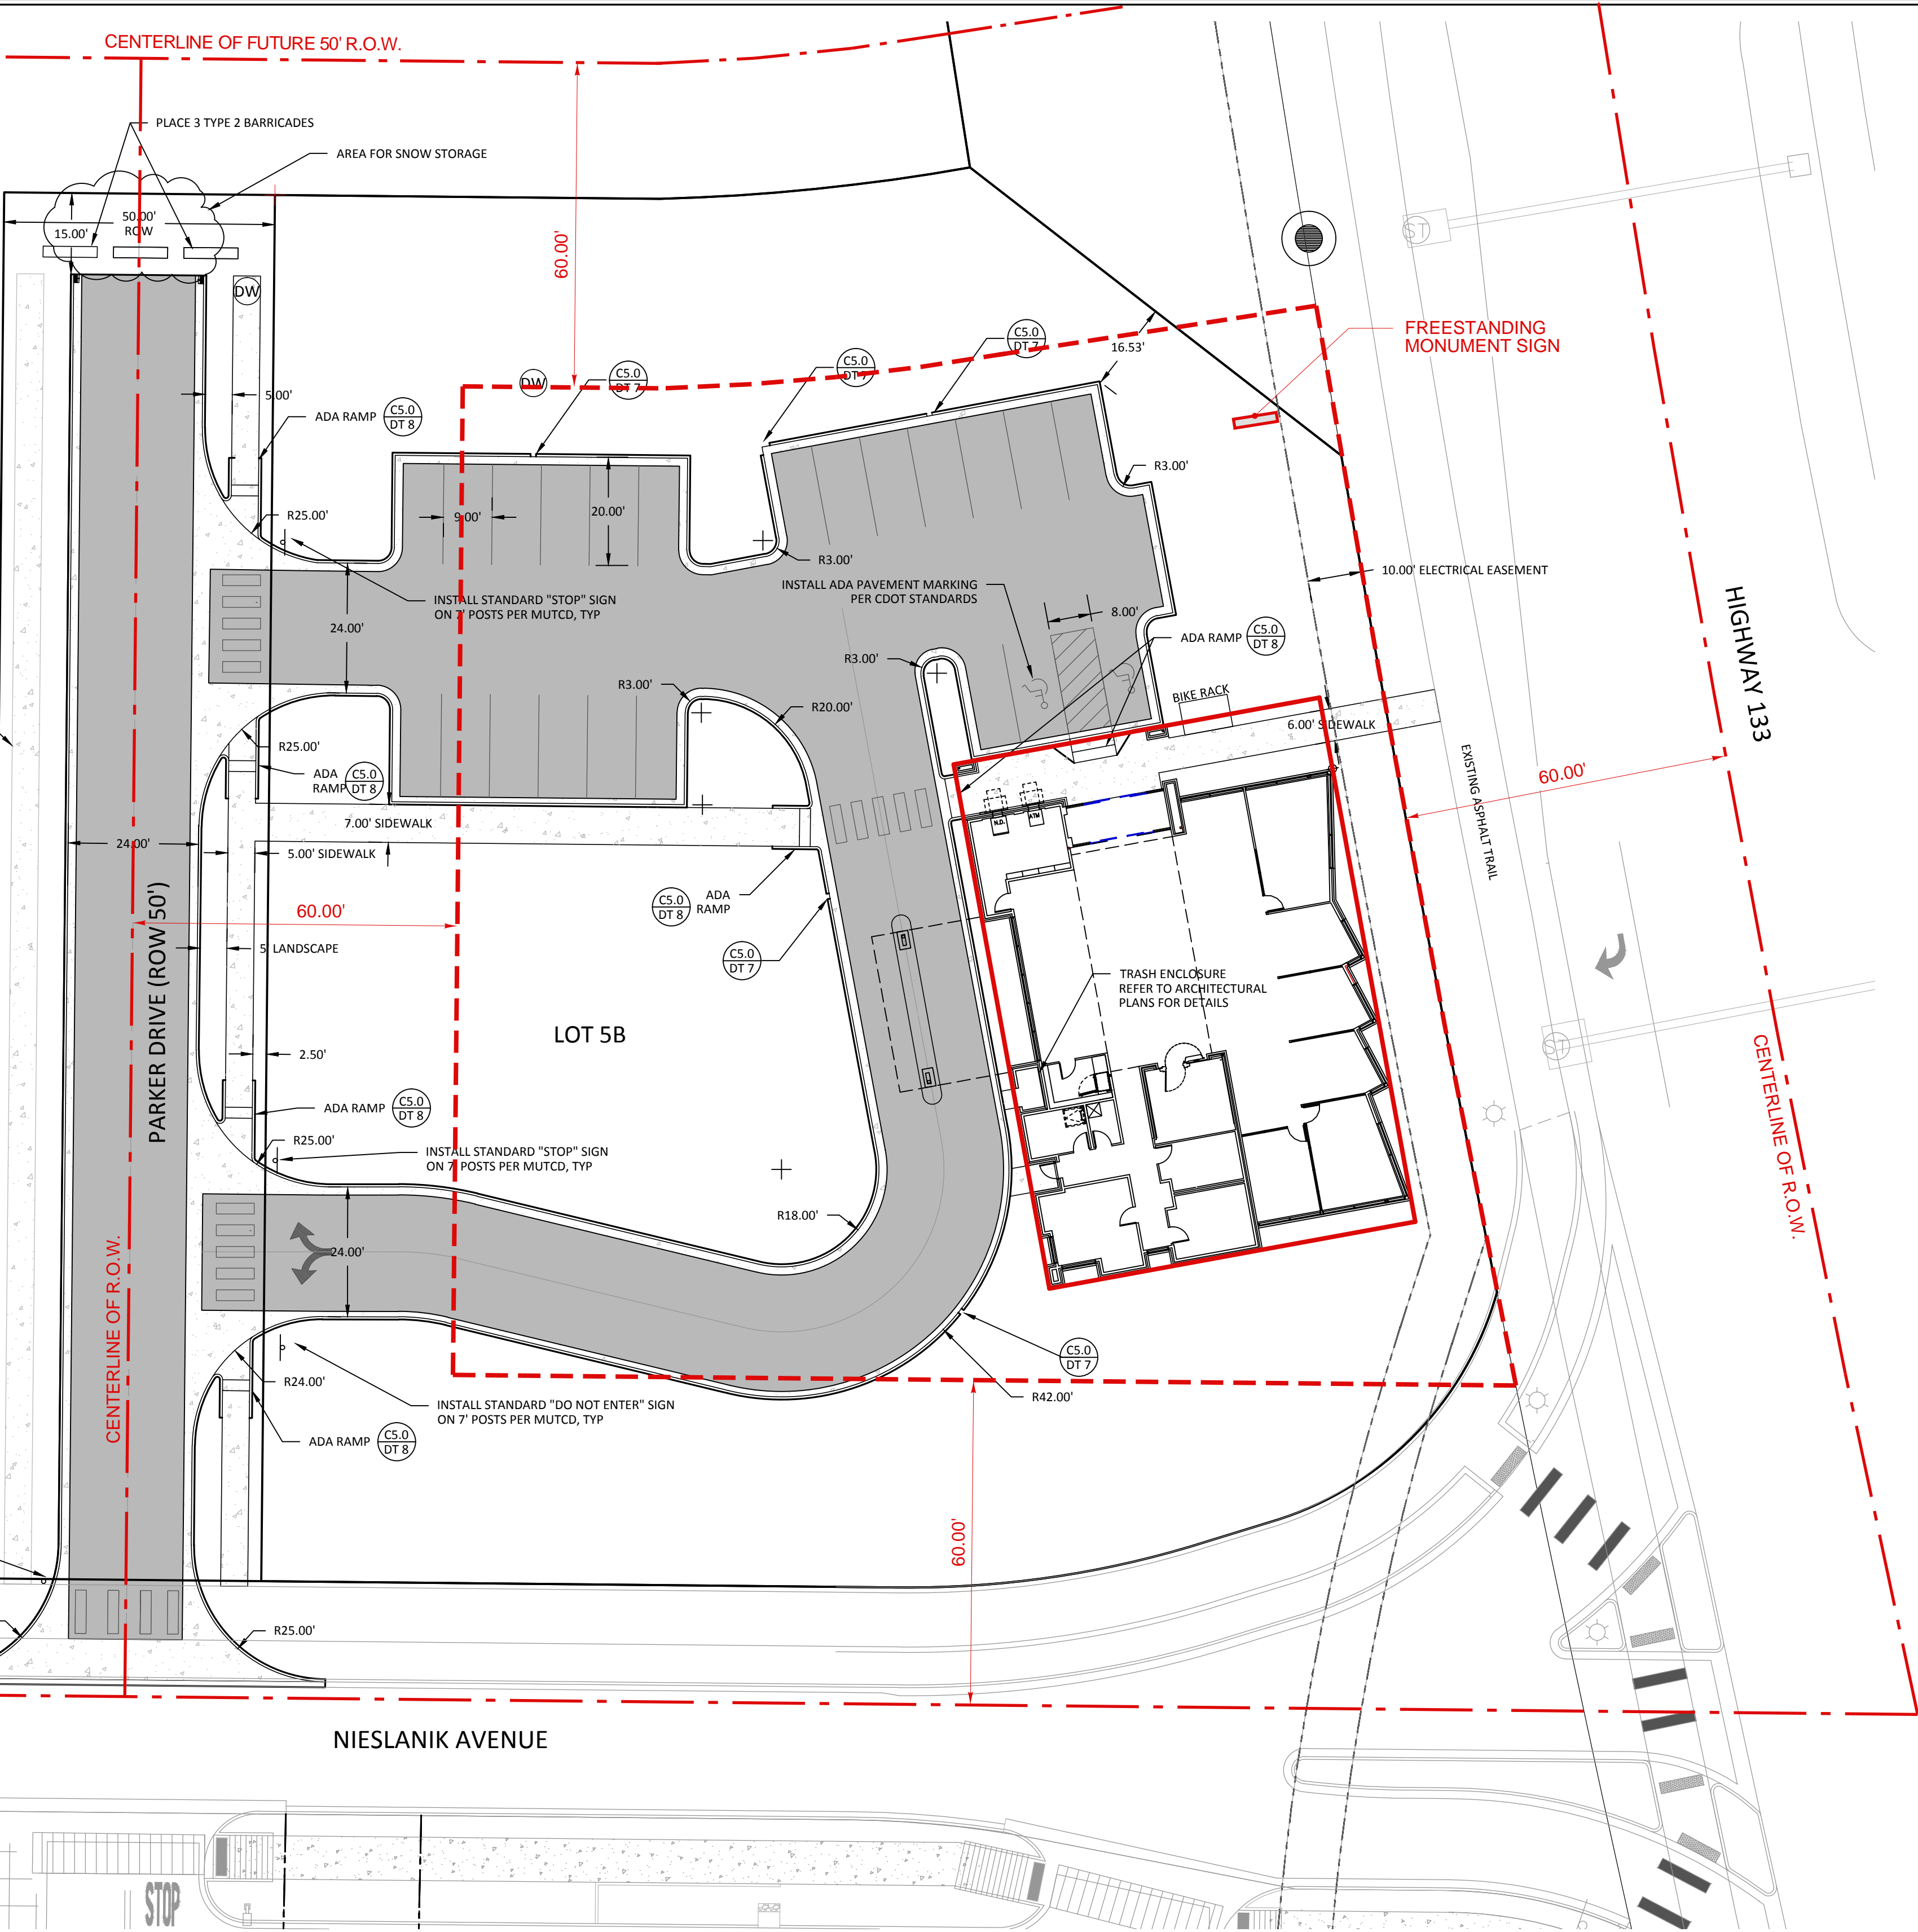 CENTERLINE OF FUTURE 50' R.O.W.
PLACE 3 TYPE 2 BARRICADES
AREA FOR SNOW STORAGE
50.00'
ROW
15.00'
60.00'
DW
5.00'
ADA RAMP
C5.0
DT 8
R25.00'
DW
C5.0
DT 7
C5.0
DT 7
C5.0
DT 7
16.53'
ST
FREESTANDING
MONUMENT SIGN
R3.00'
9.00'
20.00'
R3.00'
INSTALL STANDARD "STOP" SIGN
ON 7' POSTS PER MUTCD, TYP
24.00'
INSTALL ADA PAVEMENT MARKING
PER CDOT STANDARDS
8.00'
10.00' ELECTRICAL EASEMENT
ADA RAMP
C5.0
DT 8
HIGHWAY 133
R3.00'
R3.00'
R20.00'
BIKE RACK
6.00' SIDEWALK
R25.00'
ADA
RAMP
C5.0
DT 8
60.00'
EXISTING ASPHALT TRAIL
N.D.
ATM
7.00' SIDEWALK
24.00'
5.00' SIDEWALK
ADA
RAMP
C5.0
DT 8
60.00'
5' LANDSCAPE
C5.0
DT 7
PARKER DRIVE (ROW 50')
TRASH ENCLOSURE
REFER TO ARCHITECTURAL
PLANS FOR DETAILS
LOT 5B
2.50'
ST
CENTERLINE OF R.O.W.
ADA RAMP
C5.0
DT 8
R25.00'
INSTALL STANDARD "STOP" SIGN
ON 7' POSTS PER MUTCD, TYP
R18.00'
24.00'
CENTERLINE OF R.O.W.
C5.0
DT 7
R24.00'
R42.00'
INSTALL STANDARD "DO NOT ENTER" SIGN
ON 7' POSTS PER MUTCD, TYP
ADA RAMP
C5.0
DT 8
60.00'
R25.00'
NIESLANIK AVENUE
STOP